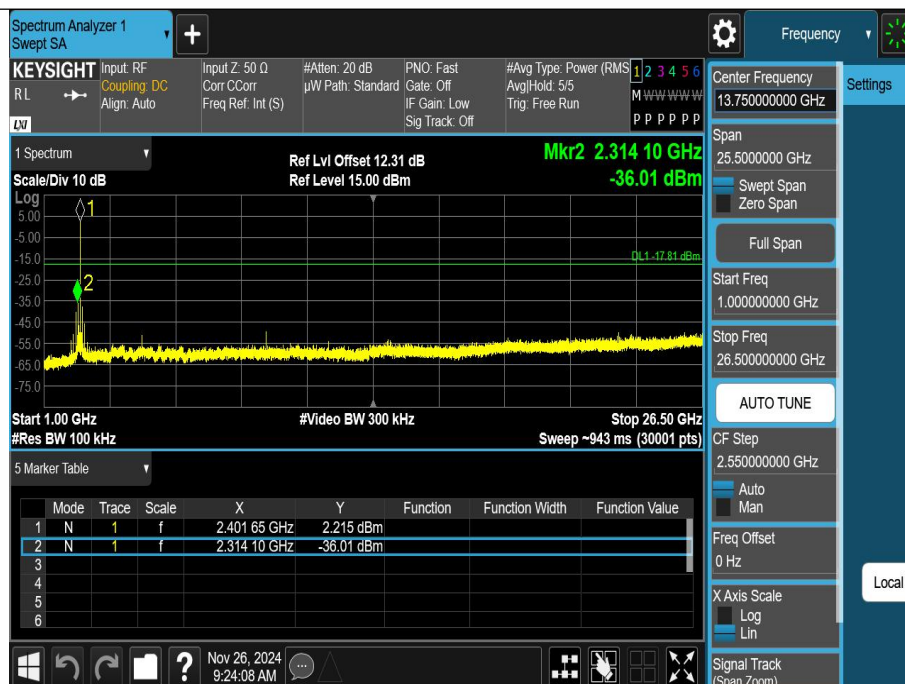 Spectrum Analyzer 1
Swept SA
+
Frequency
KEYSIGHT
RL
LXI
Input: RF
Coupling: DC
Align: Auto
Input Z: 50 Ω
Corr CCorr
Freq Ref: Int (S)
#Atten: 20 dB
µW Path: Standard
PNO: Fast
Gate: Off
IF Gain: Low
Sig Track: Off
#Avg Type: Power (RMS
Avg|Hold: 5/5
Trig: Free Run
1 2 3 4 5 6
M W W W W W
P P P P P P
1 Spectrum
Scale/Div 10 dB
Ref Lvl Offset 12.31 dB
Ref Level 15.00 dBm
Mkr2 2.314 10 GHz
-36.01 dBm
Log
5.00
-5.00
-15.0
-25.0
-35.0
-45.0
-55.0
-65.0
-75.0
1
2
DL1 -17.81 dBm
Start 1.00 GHz
#Video BW 300 kHz
Stop 26.50 GHz
#Res BW 100 kHz
Sweep ~943 ms (30001 pts)
5 Marker Table
Mode Trace Scale X Y Function Function Width Function Value
1 N 1 f 2.401 65 GHz 2.215 dBm
2 N 1 f 2.314 10 GHz -36.01 dBm
3
4
5
6
Center Frequency
13.75000000 GHz
Span
25.5000000 GHz
Swept Span
Zero Span
Full Span
Start Freq
1.000000000 GHz
Stop Freq
26.500000000 GHz
AUTO TUNE
CF Step
2.550000000 GHz
Auto
Man
Freq Offset
0 Hz
X Axis Scale
Log
Lin
Signal Track
(Span Zoom)
Settings
Local
?
Nov 26, 2024
9:24:08 AM